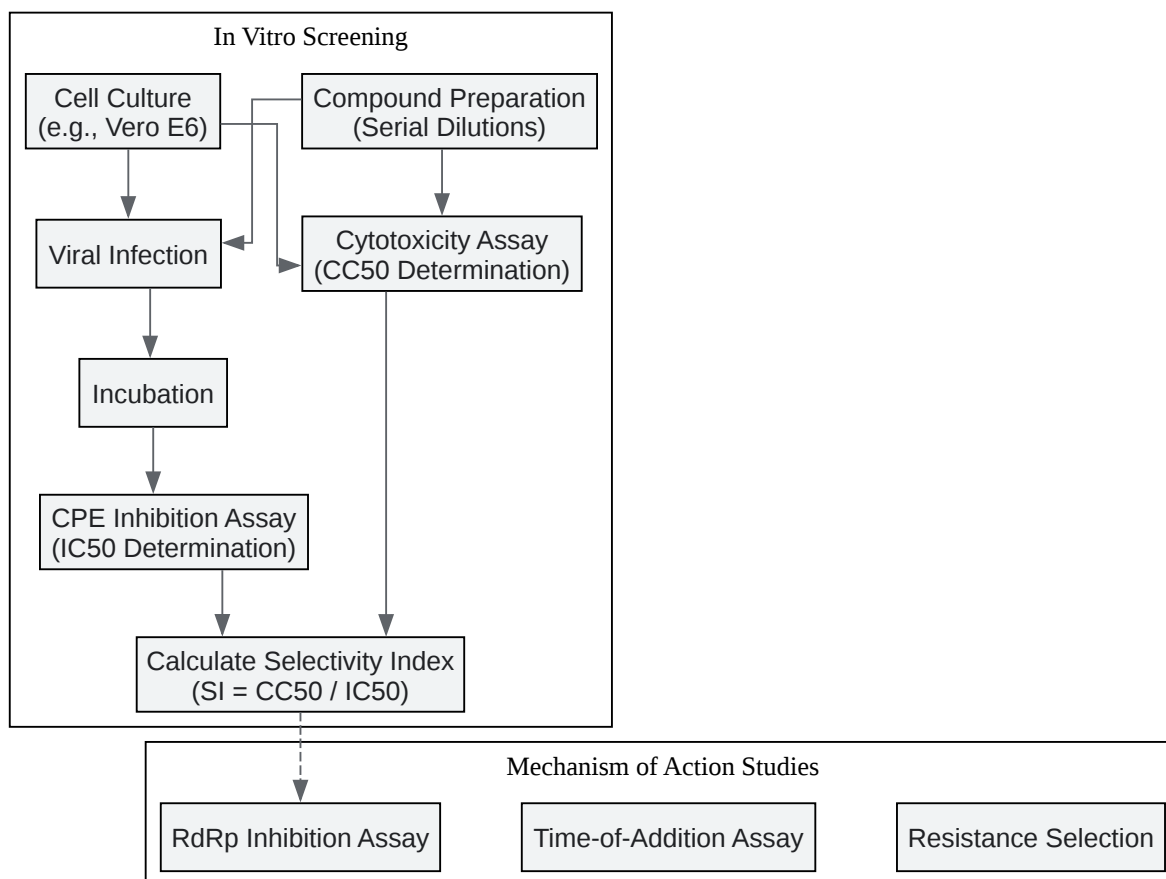 In Vitro Screening
Cell Culture
(e.g., Vero E6)
Compound Preparation
(Serial Dilutions)
Viral Infection
Cytotoxicity Assay
(CC50 Determination)
Incubation
CPE Inhibition Assay
(IC50 Determination)
Calculate Selectivity Index
(SI = CC50 / IC50)
Mechanism of Action Studies
RdRp Inhibition Assay
Time-of-Addition Assay
Resistance Selection